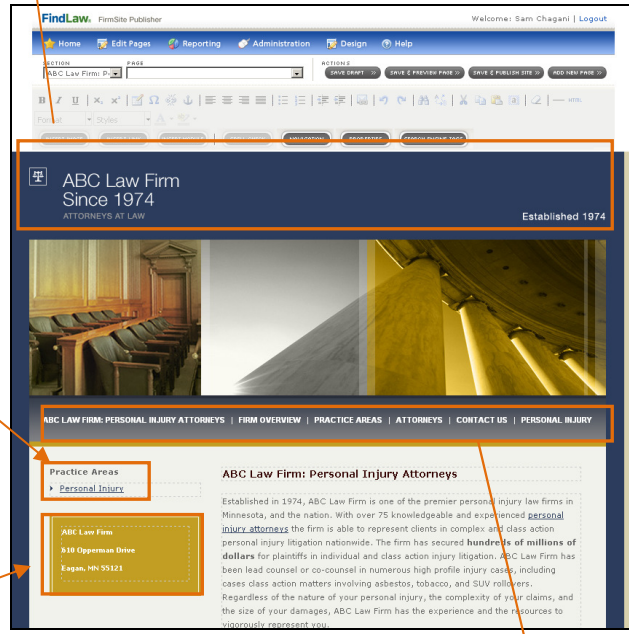 FindLaw. FirmSite Publisher
Welcome: Sam Chagani | Logout
Home Edit Pages Reporting Administration Design Help
SECTION PAGE ACTIONS
ABC Law Firm: P
SAVE DRAFT >> SAVE & PREVIEW PAGE >> SAVE & PUBLISH SITE >> ADD NEW PAGE >>
B I U x₂ x² Ω HTML
Format Styles A
NAVIGATION PROPERTIES SEARCH ENGINE TAGS
ABC Law Firm
Since 1974
ATTORNEYS AT LAW
Established 1974
ABC LAW FIRM: PERSONAL INJURY ATTORNEYS | FIRM OVERVIEW | PRACTICE AREAS | ATTORNEYS | CONTACT US | PERSONAL INJURY
Practice Areas
Personal Injury
ABC Law Firm
610 Opperman Drive
Eagan, MN 55121
ABC Law Firm: Personal Injury Attorneys
Established in 1974, ABC Law Firm is one of the premier personal injury law firms in
Minnesota, and the nation. With over 75 knowledgeable and experienced personal
injury attorneys the firm is able to represent clients in complex and class action
personal injury litigation nationwide. The firm has secured hundreds of millions of
dollars for plaintiffs in individual and class action injury litigation. ABC Law Firm has
been lead counsel or co-counsel in numerous high profile injury cases, including
cases class action matters involving asbestos, tobacco, and SUV rollovers.
Regardless of the nature of your personal injury, the complexity of your claims, and
the size of your damages, ABC Law Firm has the experience and the resources to
vigorously represent you.